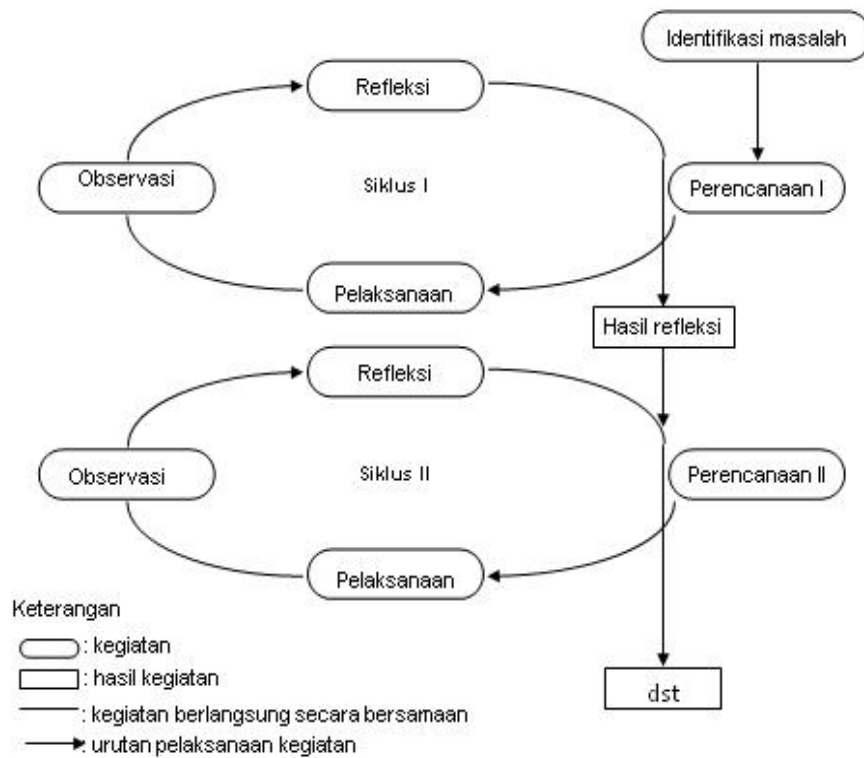 Identifikasi masalah
Refleksi
Observasi
Siklus I
Perencanaan I
Pelaksanaan
Hasil refleksi
Refleksi
Observasi
Siklus II
Perencanaan II
Pelaksanaan
Keterangan
: kegiatan
: hasil kegiatan
: kegiatan berlangsung secara bersamaan
: urutan pelaksanaan kegiatan
dst